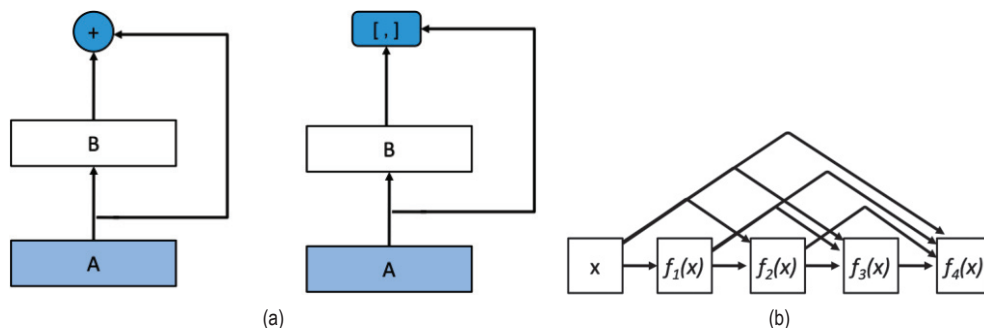 +
[ , ]
B
B
A
A
x f₁(x) f₂(x) f₃(x) f₄(x)
(a) (b)